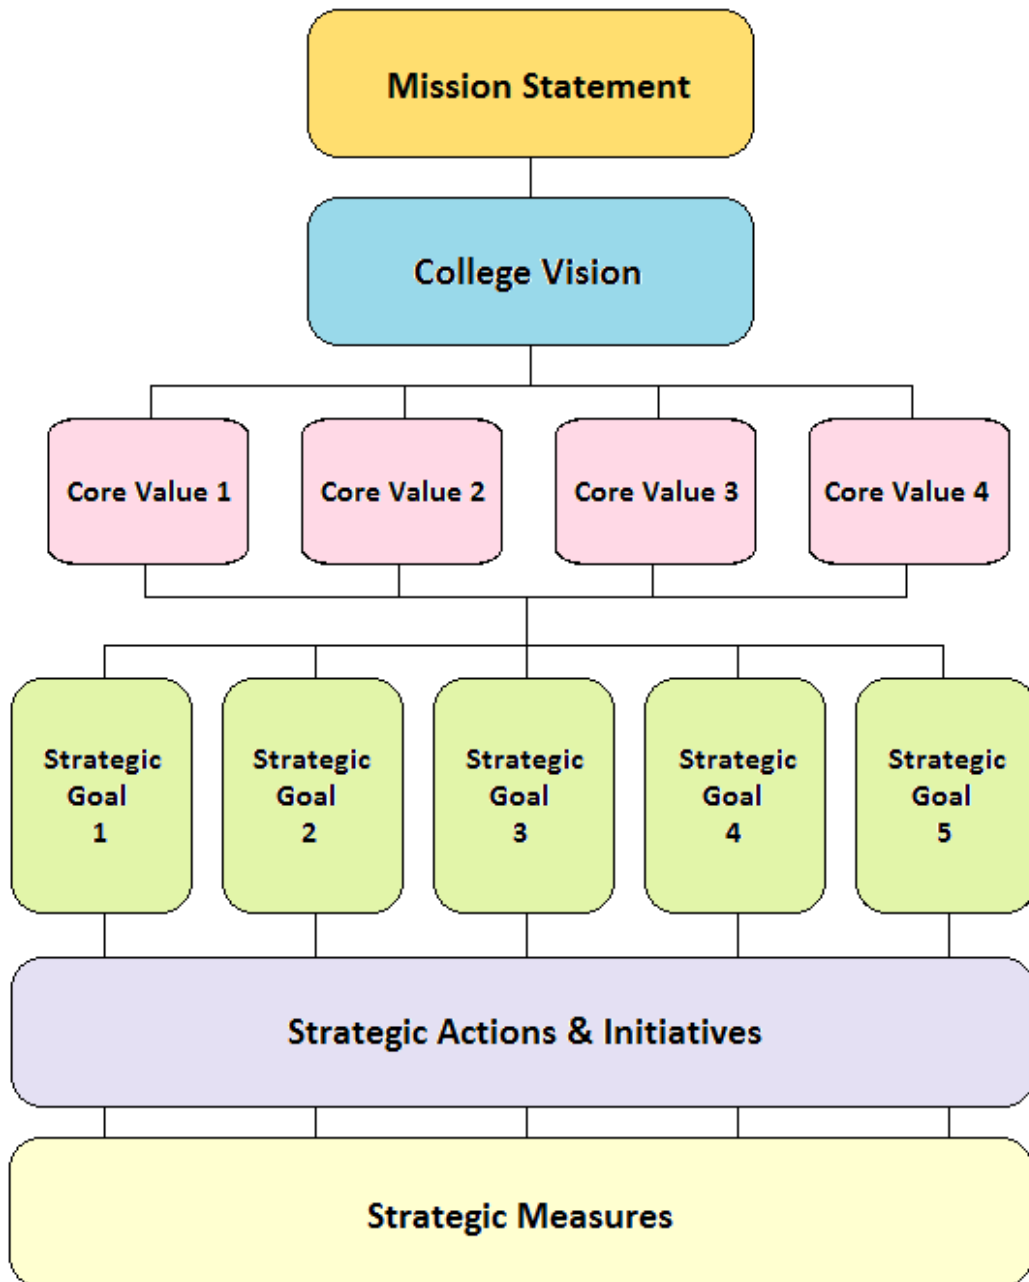 Mission Statement
College Vision
Core Value 1
Core Value 2
Core Value 3
Core Value 4
Strategic
Goal
1
Strategic
Goal
2
Strategic
Goal
3
Strategic
Goal
4
Strategic
Goal
5
Strategic Actions & Initiatives
Strategic Measures